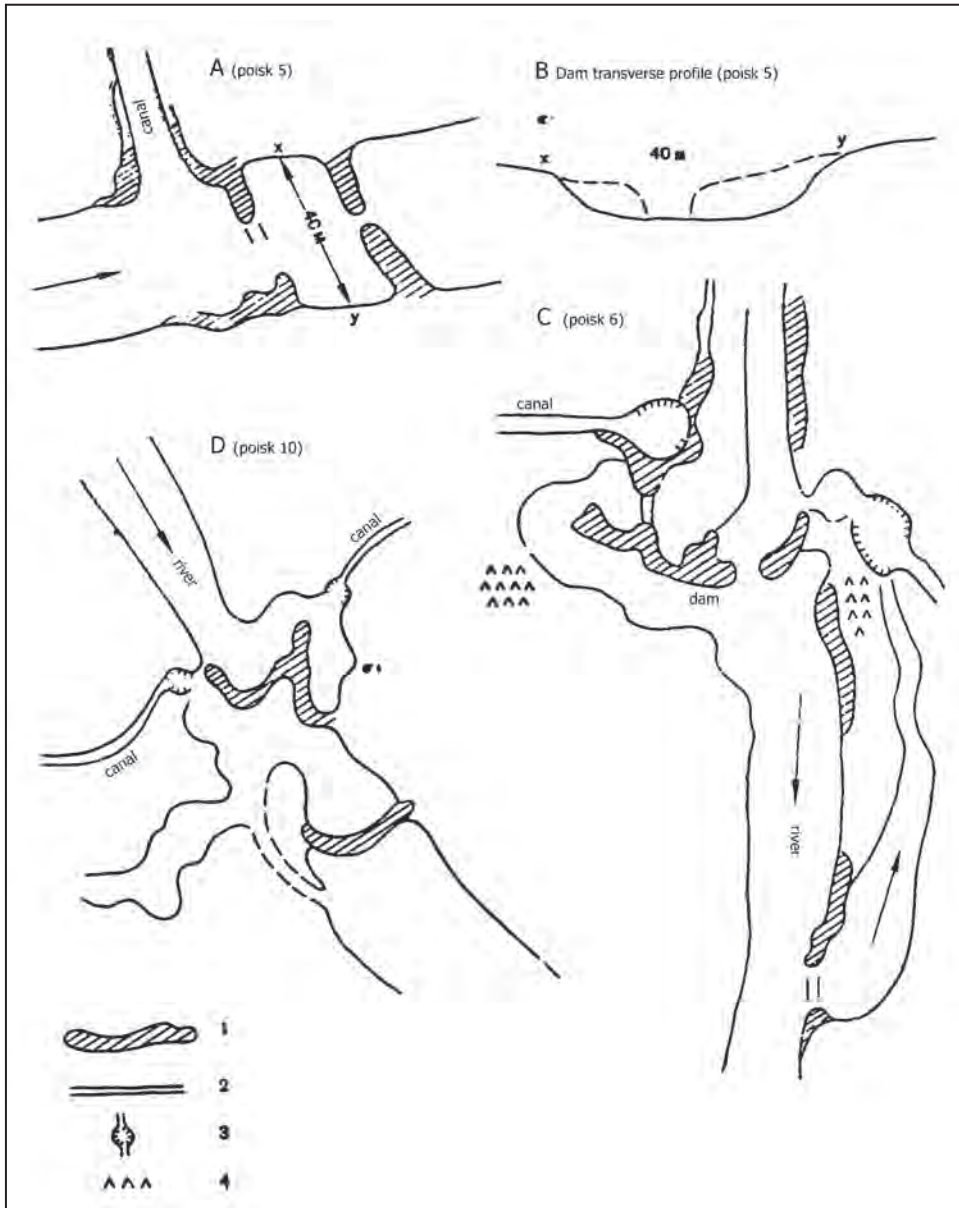 A (poisk 5)
canal
x
40 м
y
B Dam transverse profile (poisk 5)
x
40 м
y
C (poisk 6)
canal
dam
river
D (poisk 10)
river
canal
canal
1
2
3
4